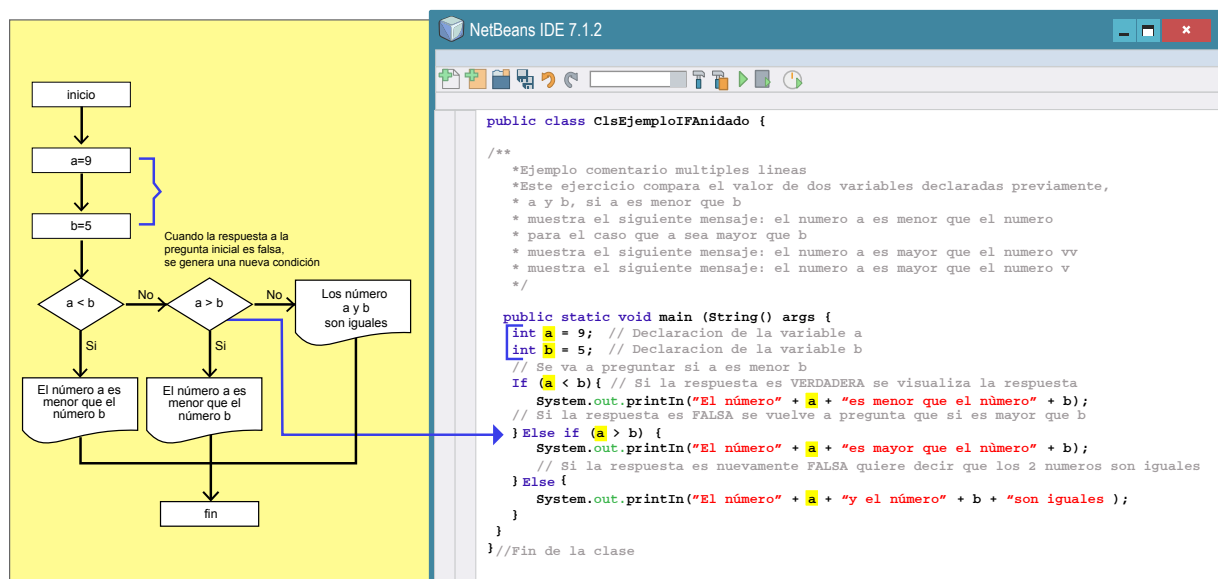 inicio
a=9
b=5
Cuando la respuesta a la
pregunta inicial es falsa,
se genera una nueva condición
a < b
No
a > b
No
Los número
a y b
son iguales
Si
Si
El número a es
menor que el
número b
El número a es
menor que el
número b
fin
NetBeans IDE 7.1.2
public class ClsEjemploIFAnidado {
/**
*Ejemplo comentario multiples lineas
*Este ejercicio compara el valor de dos variables declaradas previamente,
* a y b, si a es menor que b
* muestra el siguiente mensaje: el numero a es menor que el numero
* para el caso que a sea mayor que b
* muestra el siguiente mensaje: el numero a es mayor que el numero vv
* muestra el siguiente mensaje: el numero a es mayor que el numero v
*/
public static void main (String() args {
int a = 9; // Declaracion de la variable a
int b = 5; // Declaracion de la variable b
// Se va a preguntar si a es menor b
If (a < b){ // Si la respuesta es VERDADERA se visualiza la respuesta
System.out.printIn(“El número” + a + “es menor que el nùmero” + b);
// Si la respuesta es FALSA se vuelve a pregunta que si es mayor que b
} Else if (a > b) {
System.out.printIn(“El número” + a + “es mayor que el nùmero” + b);
// Si la respuesta es nuevamente FALSA quiere decir que los 2 numeros son iguales
} Else {
System.out.printIn(“El número” + a + “y el número” + b + “son iguales );
}
}
}//Fin de la clase